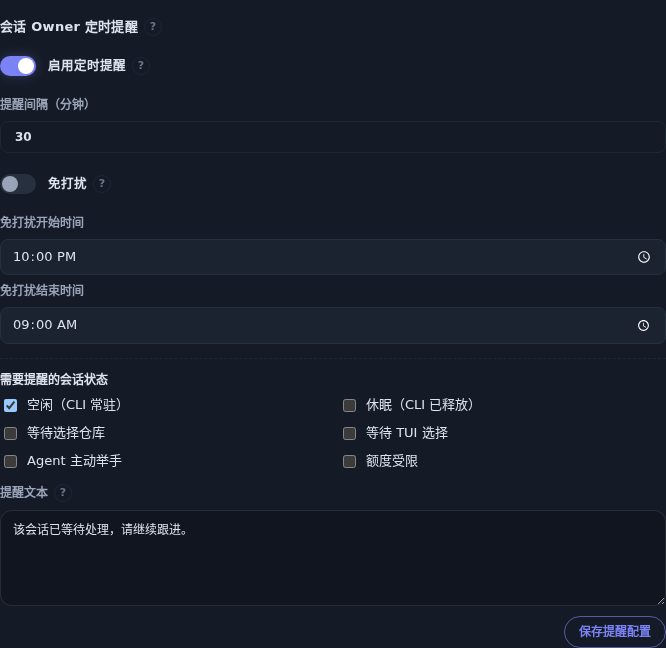 会话 Owner 定时提醒 ?
启用定时提醒 ?
提醒间隔（分钟）
30
免打扰 ?
免打扰开始时间
10:00 PM
免打扰结束时间
09:00 AM
需要提醒的会话状态
空闲（CLI 常驻）
休眠（CLI 已释放）
等待选择仓库
等待 TUI 选择
Agent 主动举手
额度受限
提醒文本 ?
该会话已等待处理，请继续跟进。
保存提醒配置